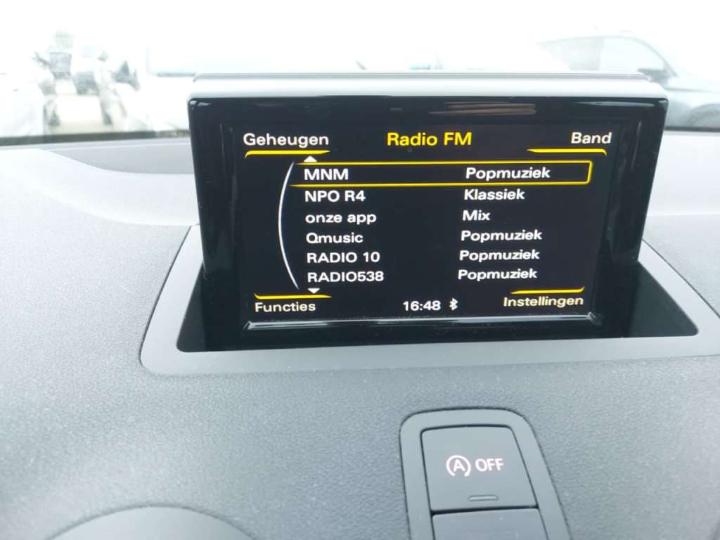 Geheugen Radio FM Band
MNM Popmuziek
NPO R4 Klassiek
onze app Mix
Qmusic Popmuziek
RADIO 10 Popmuziek
RADIO538 Popmuziek
Functies 16:48 Instellingen
A OFF